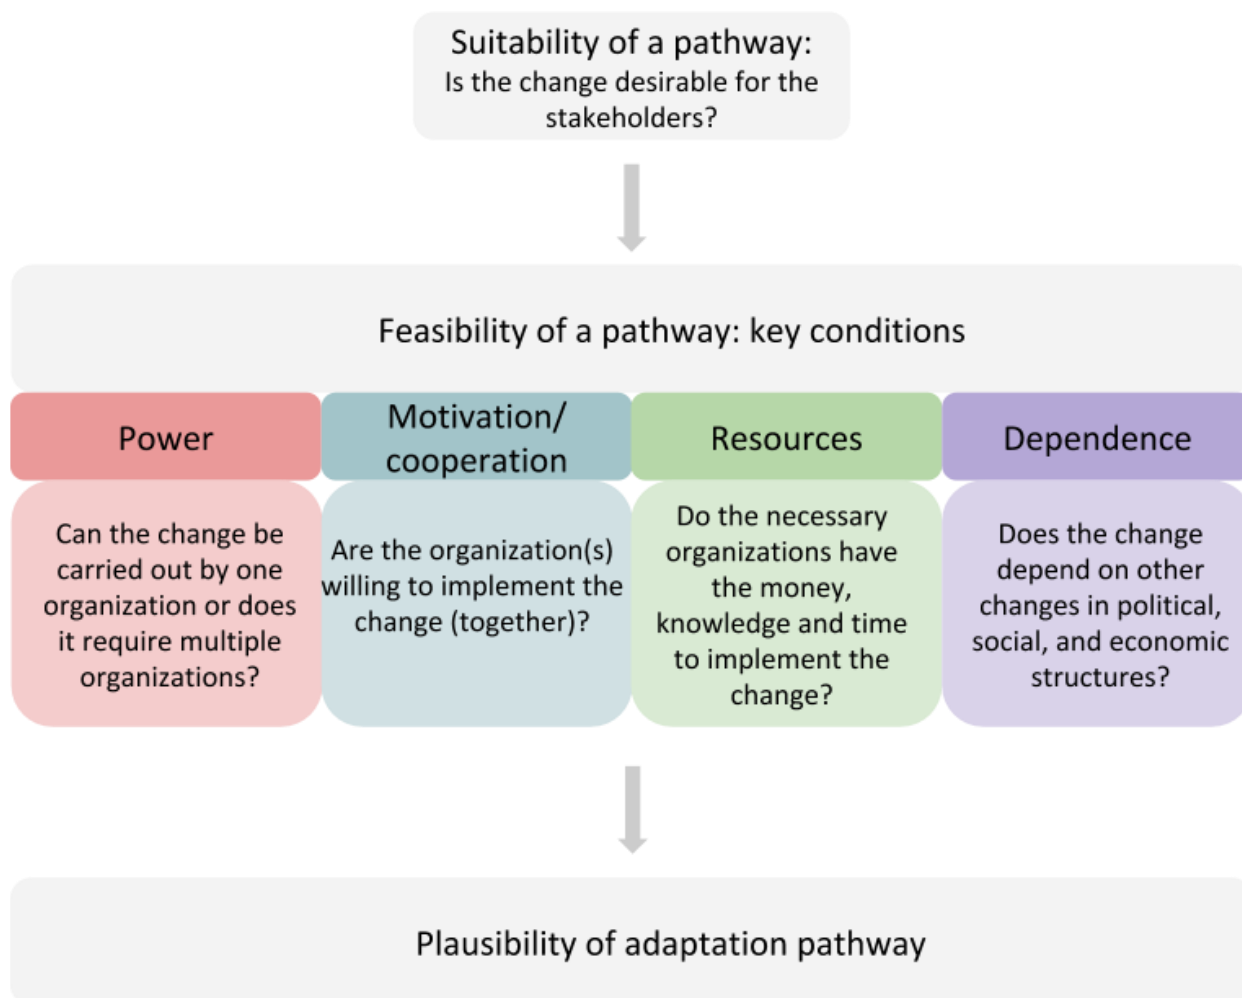 Suitability of a pathway:
Is the change desirable for the
stakeholders?
Feasibility of a pathway: key conditions
Power
Motivation/
cooperation
Resources
Dependence
Can the change be
carried out by one
organization or does
it require multiple
organizations?
Are the organization(s)
willing to implement the
change (together)?
Do the necessary
organizations have
the money,
knowledge and time
to implement the
change?
Does the change
depend on other
changes in political,
social, and economic
structures?
Plausibility of adaptation pathway